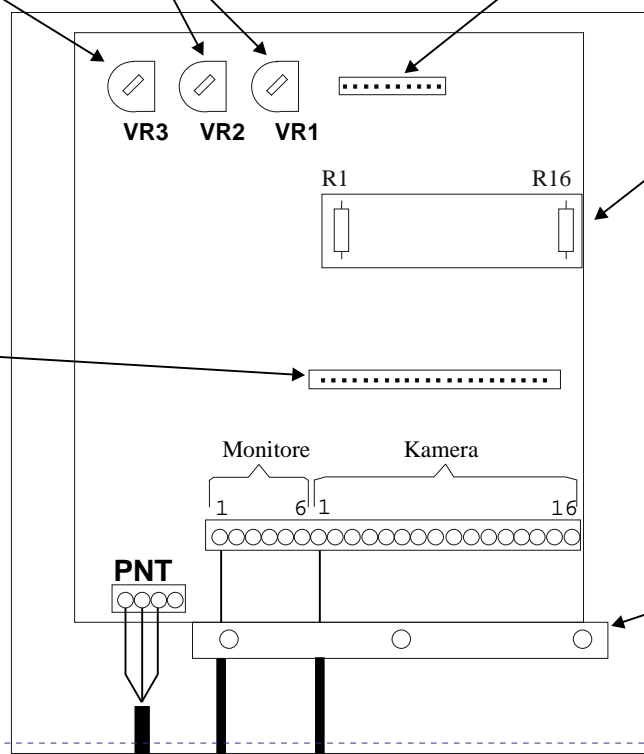 VR3 VR2 VR1
R1 R16
Monitore Kamera
1 6 1 16
PNT